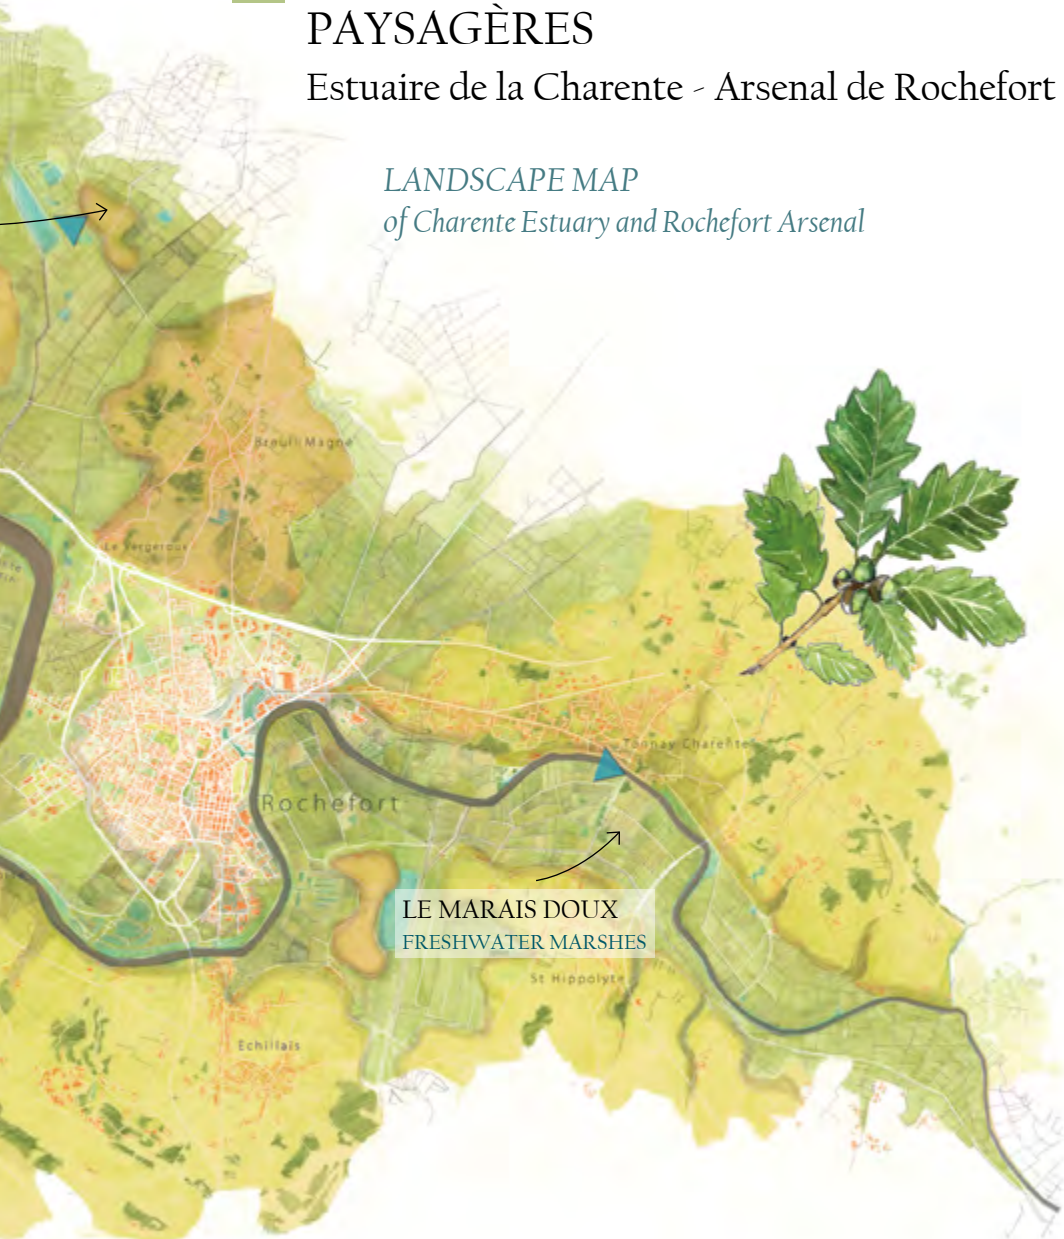 PAYSAGÈRES
Estuaire de la Charente - Arsenal de Rochefort
LANDSCAPE MAP
of Charente Estuary and Rochefort Arsenal
Breuil Magné
Le Vergeroux
Tonnay Charente
Rochefort
LE MARAIS DOUX
FRESHWATER MARSHES
St Hippolyte
Echillais